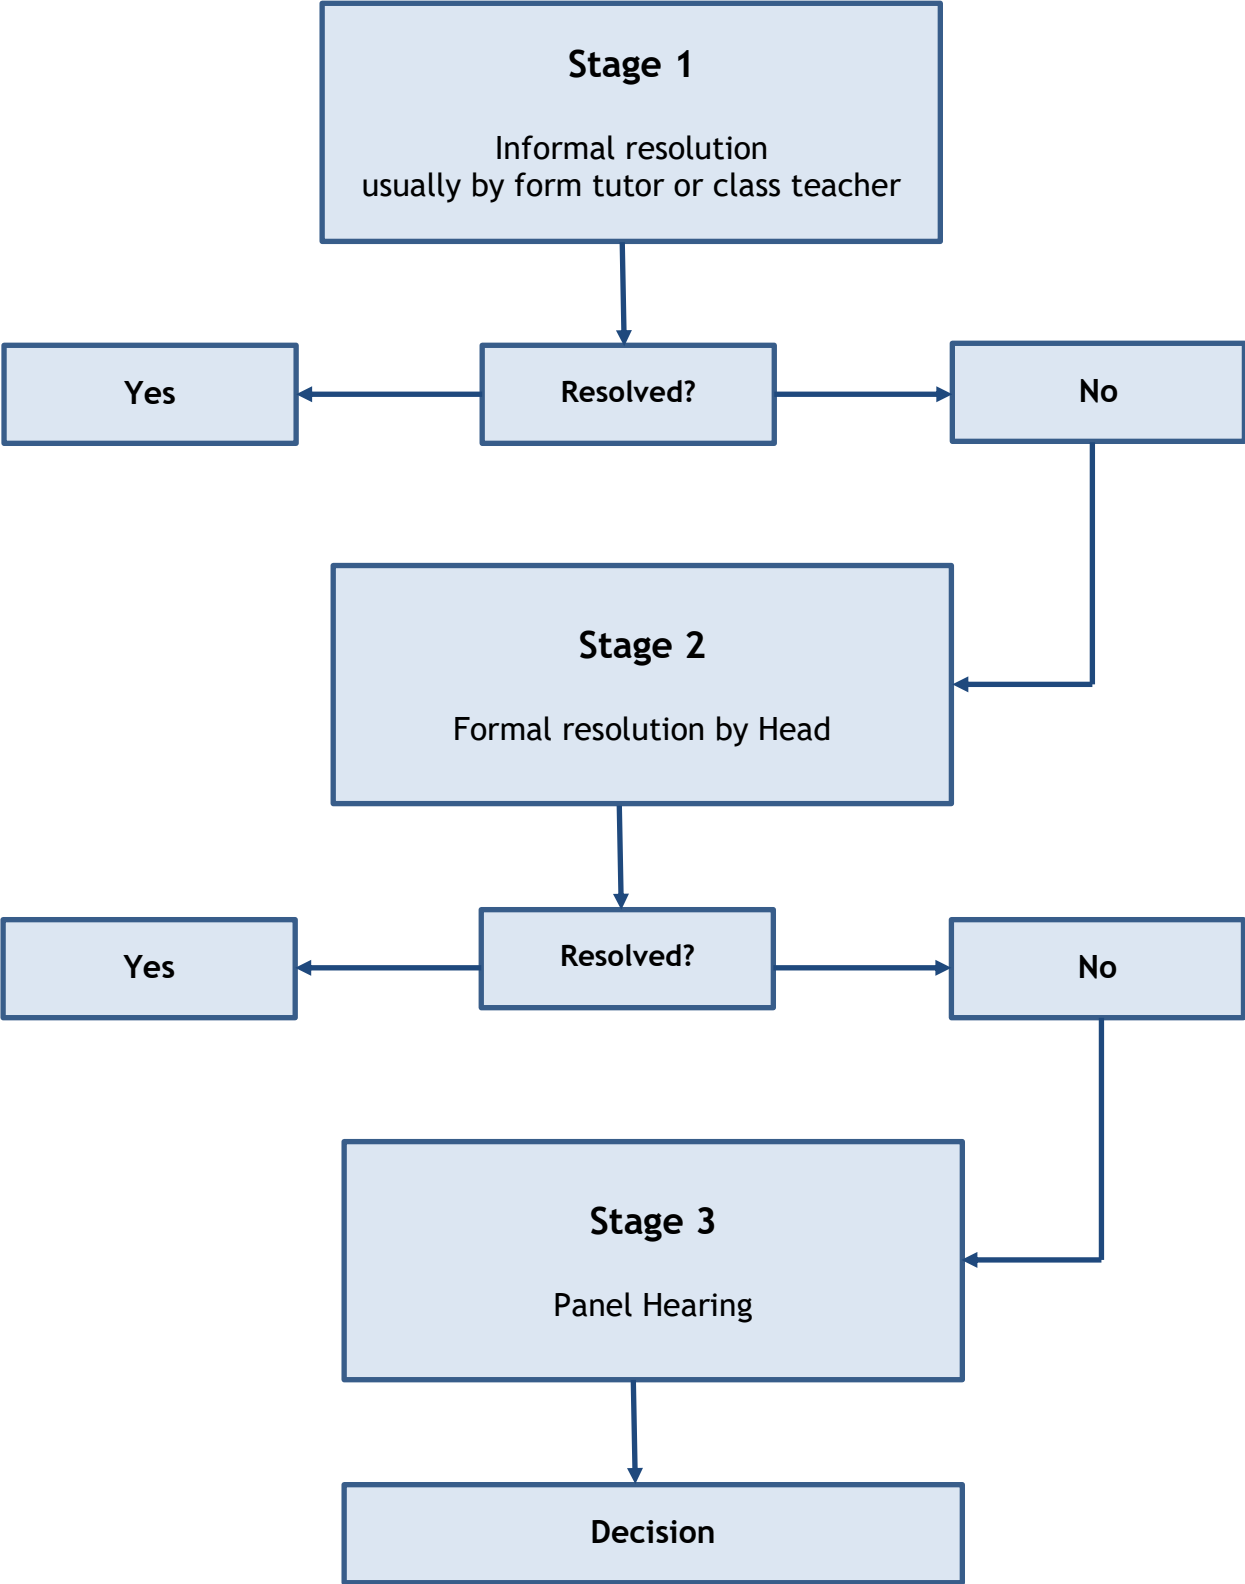 Stage 1
Informal resolution
usually by form tutor or class teacher
Yes
Resolved?
No
Stage 2
Formal resolution by Head
Yes
Resolved?
No
Stage 3
Panel Hearing
Decision